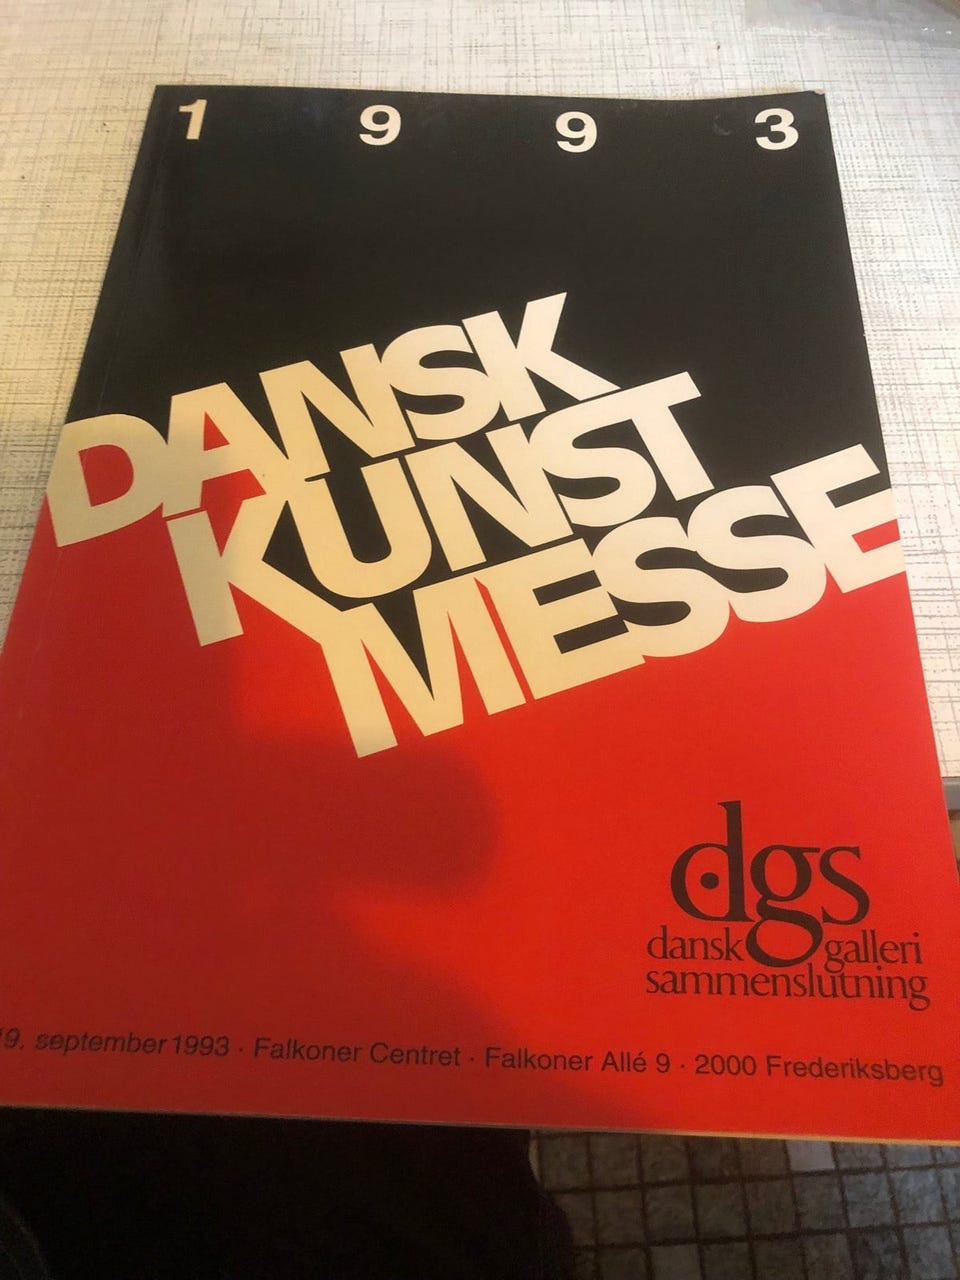 1 9 9 3
DANSK
KUNST
MESSE
dgs
dansk galleri
sammenslutning
19. september 1993 · Falkoner Centret · Falkoner Allé 9 · 2000 Frederiksberg